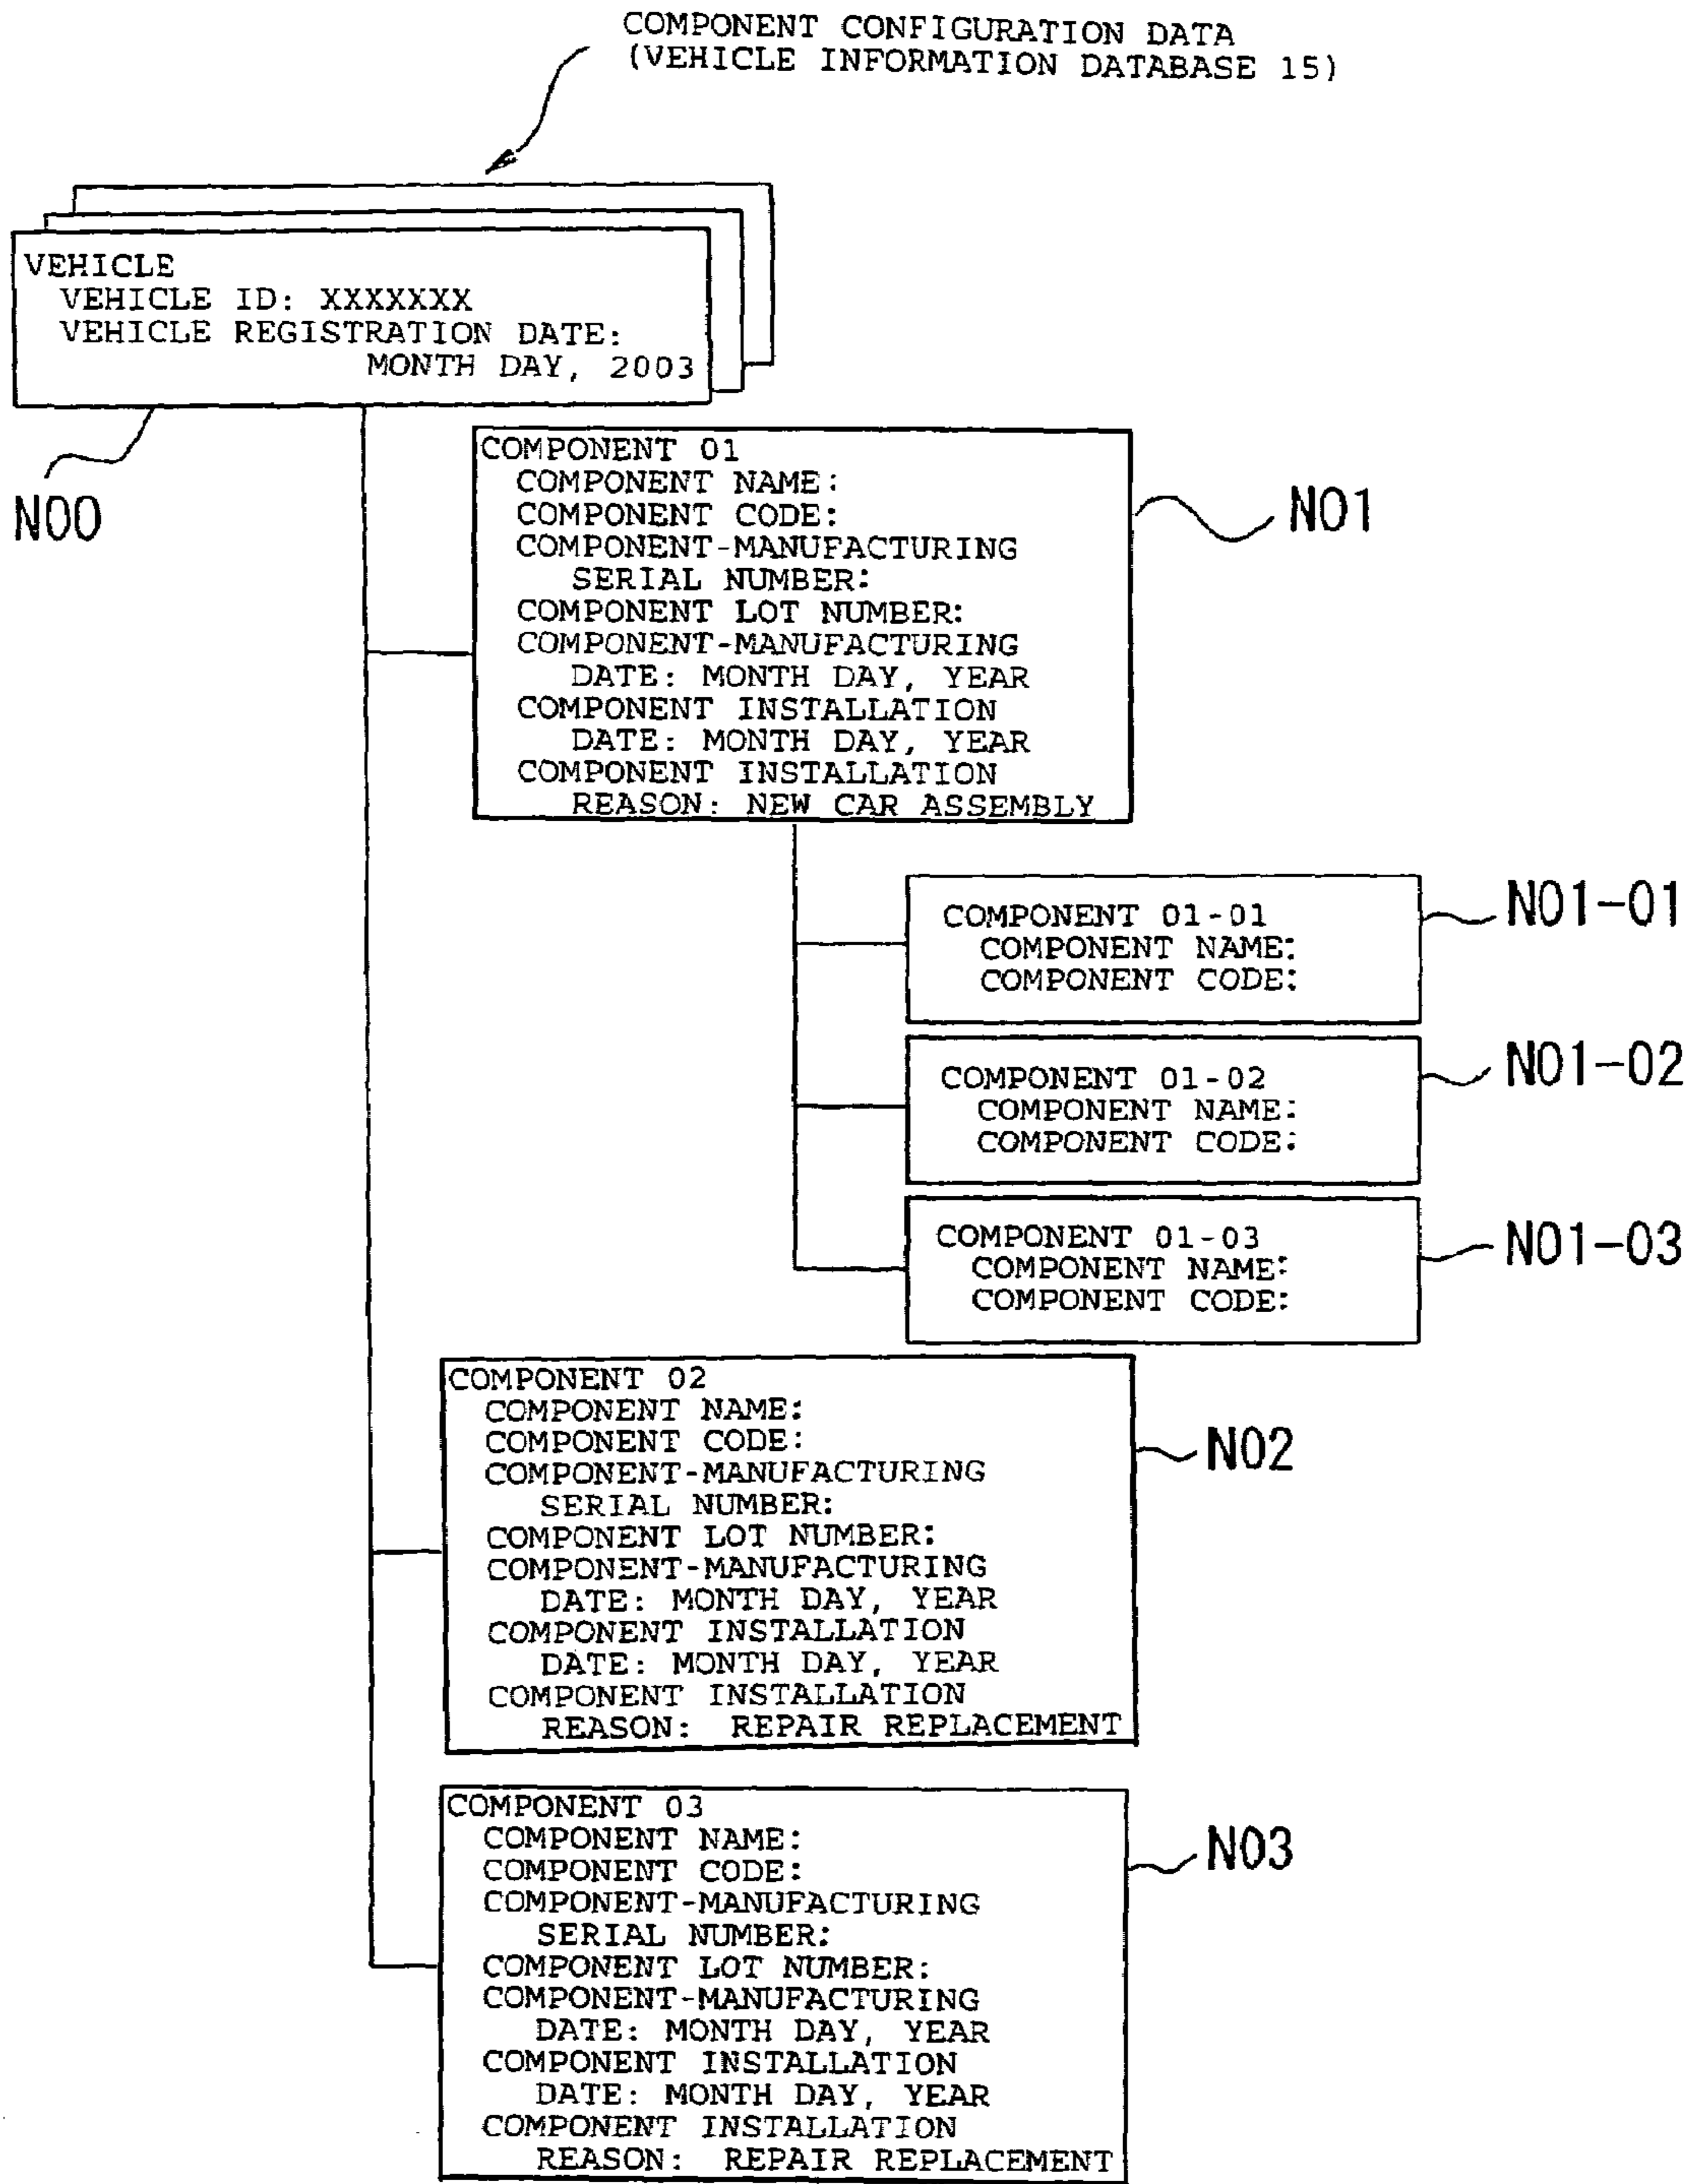 COMPONENT CONFIGURATION DATA
(VEHICLE INFORMATION DATABASE 15)
VEHICLE
VEHICLE ID: XXXXXXX
VEHICLE REGISTRATION DATE:
MONTH DAY, 2003
N00
COMPONENT 01
COMPONENT NAME:
COMPONENT CODE:
COMPONENT-MANUFACTURING
SERIAL NUMBER:
COMPONENT LOT NUMBER:
COMPONENT-MANUFACTURING
DATE: MONTH DAY, YEAR
COMPONENT INSTALLATION
DATE: MONTH DAY, YEAR
COMPONENT INSTALLATION
REASON: NEW CAR ASSEMBLY
N01
COMPONENT 01-01
COMPONENT NAME:
COMPONENT CODE:
N01-01
COMPONENT 01-02
COMPONENT NAME:
COMPONENT CODE:
N01-02
COMPONENT 01-03
COMPONENT NAME:
COMPONENT CODE:
N01-03
COMPONENT 02
COMPONENT NAME:
COMPONENT CODE:
COMPONENT-MANUFACTURING
SERIAL NUMBER:
COMPONENT LOT NUMBER:
COMPONENT-MANUFACTURING
DATE: MONTH DAY, YEAR
COMPONENT INSTALLATION
DATE: MONTH DAY, YEAR
COMPONENT INSTALLATION
REASON: REPAIR REPLACEMENT
N02
COMPONENT 03
COMPONENT NAME:
COMPONENT CODE:
COMPONENT-MANUFACTURING
SERIAL NUMBER:
COMPONENT LOT NUMBER:
COMPONENT-MANUFACTURING
DATE: MONTH DAY, YEAR
COMPONENT INSTALLATION
DATE: MONTH DAY, YEAR
COMPONENT INSTALLATION
REASON: REPAIR REPLACEMENT
N03